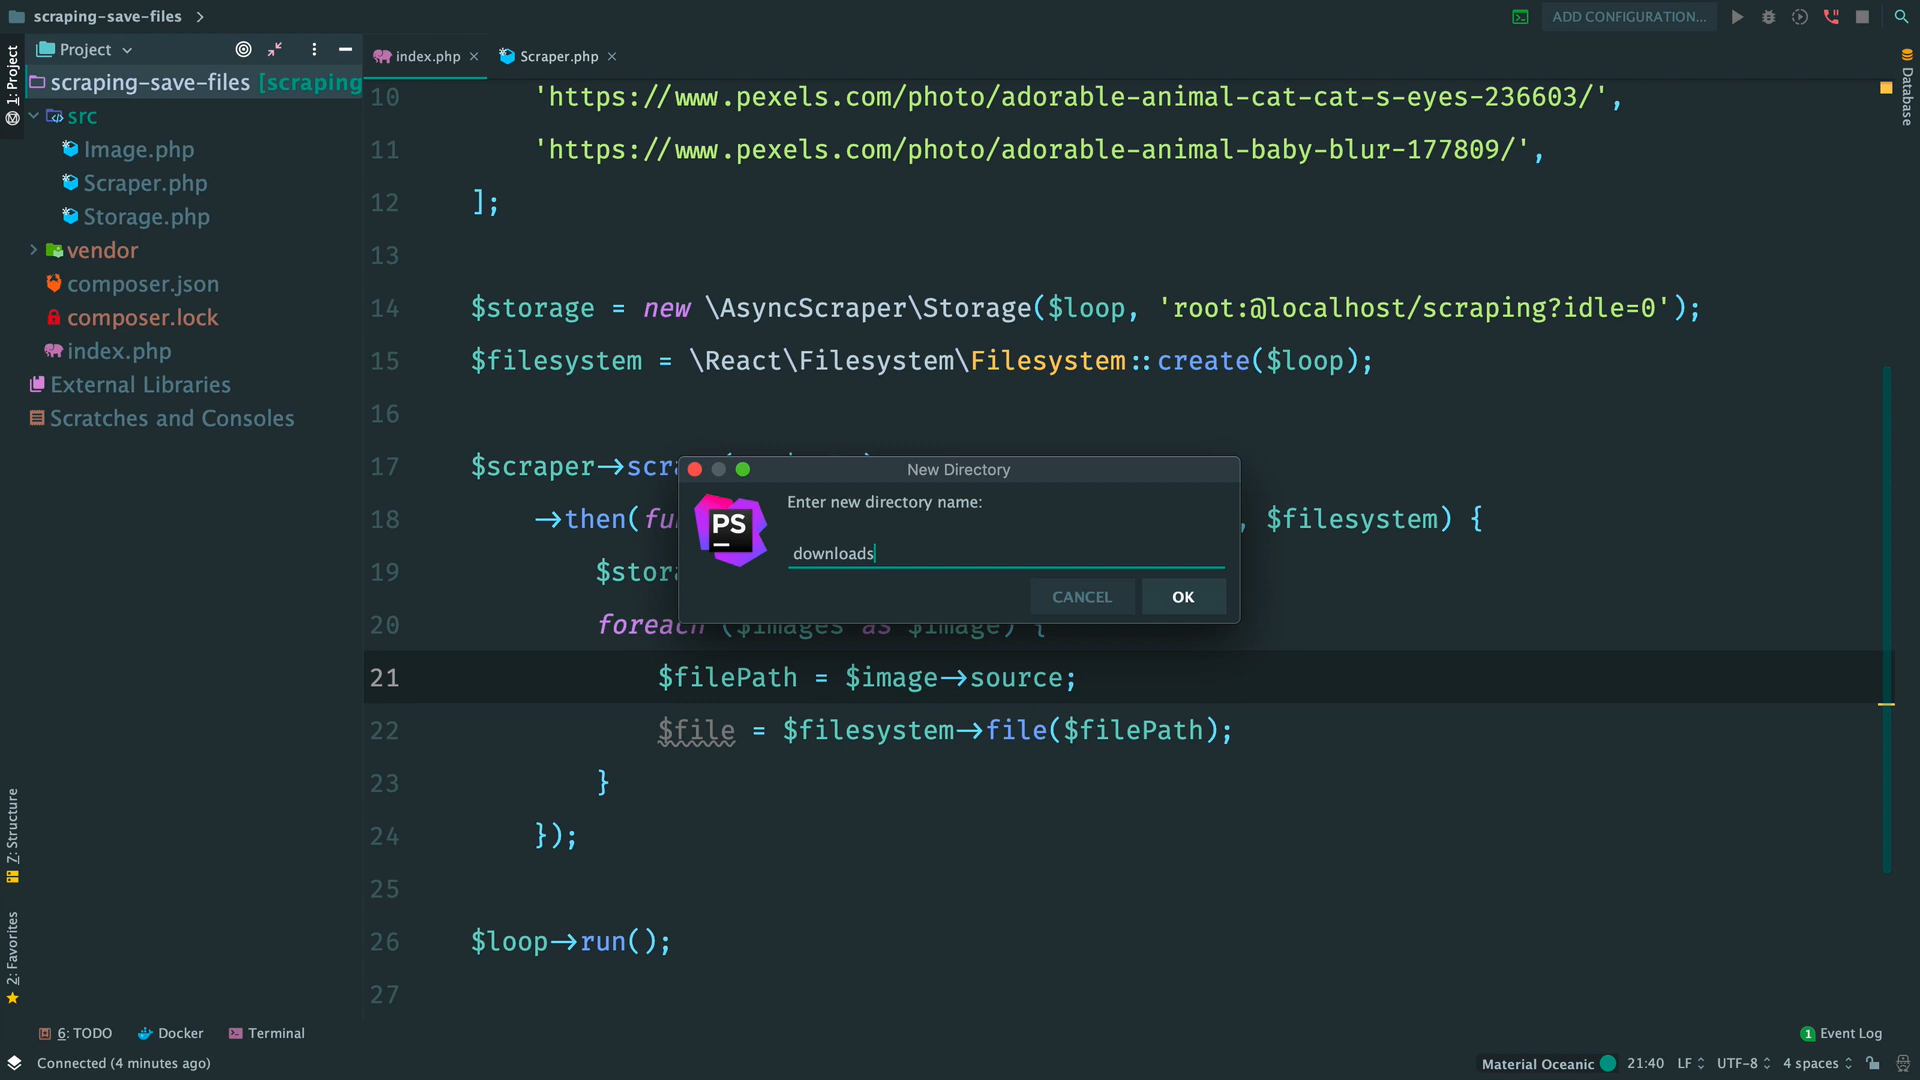 scraping-save-files
ADD CONFIGURATION...
1: Project
Project
index.php
Scraper.php
Database
scraping-save-files [scraping
src
Image.php
Scraper.php
Storage.php
vendor
composer.json
composer.lock
index.php
External Libraries
Scratches and Consoles
10 'https://www.pexels.com/photo/adorable-animal-cat-cat-s-eyes-236603/',
11 'https://www.pexels.com/photo/adorable-animal-baby-blur-177809/',
12 ];
13
14 $storage = new \AsyncScraper\Storage($loop, 'root:@localhost/scraping?idle=0');
15 $filesystem = \React\Filesystem\Filesystem::create($loop);
16
17 $scraper->scr
18 ->then( , $filesystem) {
19
20 foreach ($images as $image) {
21 $filePath = $image->source;
22 $file = $filesystem->file($filePath);
23 }
24 });
25
26 $loop->run();
27
New Directory
PS
Enter new directory name:
downloads
CANCEL
OK
7: Structure
2: Favorites
6: TODO
Docker
Terminal
1 Event Log
Connected (4 minutes ago)
Material Oceanic
21:40
LF
UTF-8
4 spaces